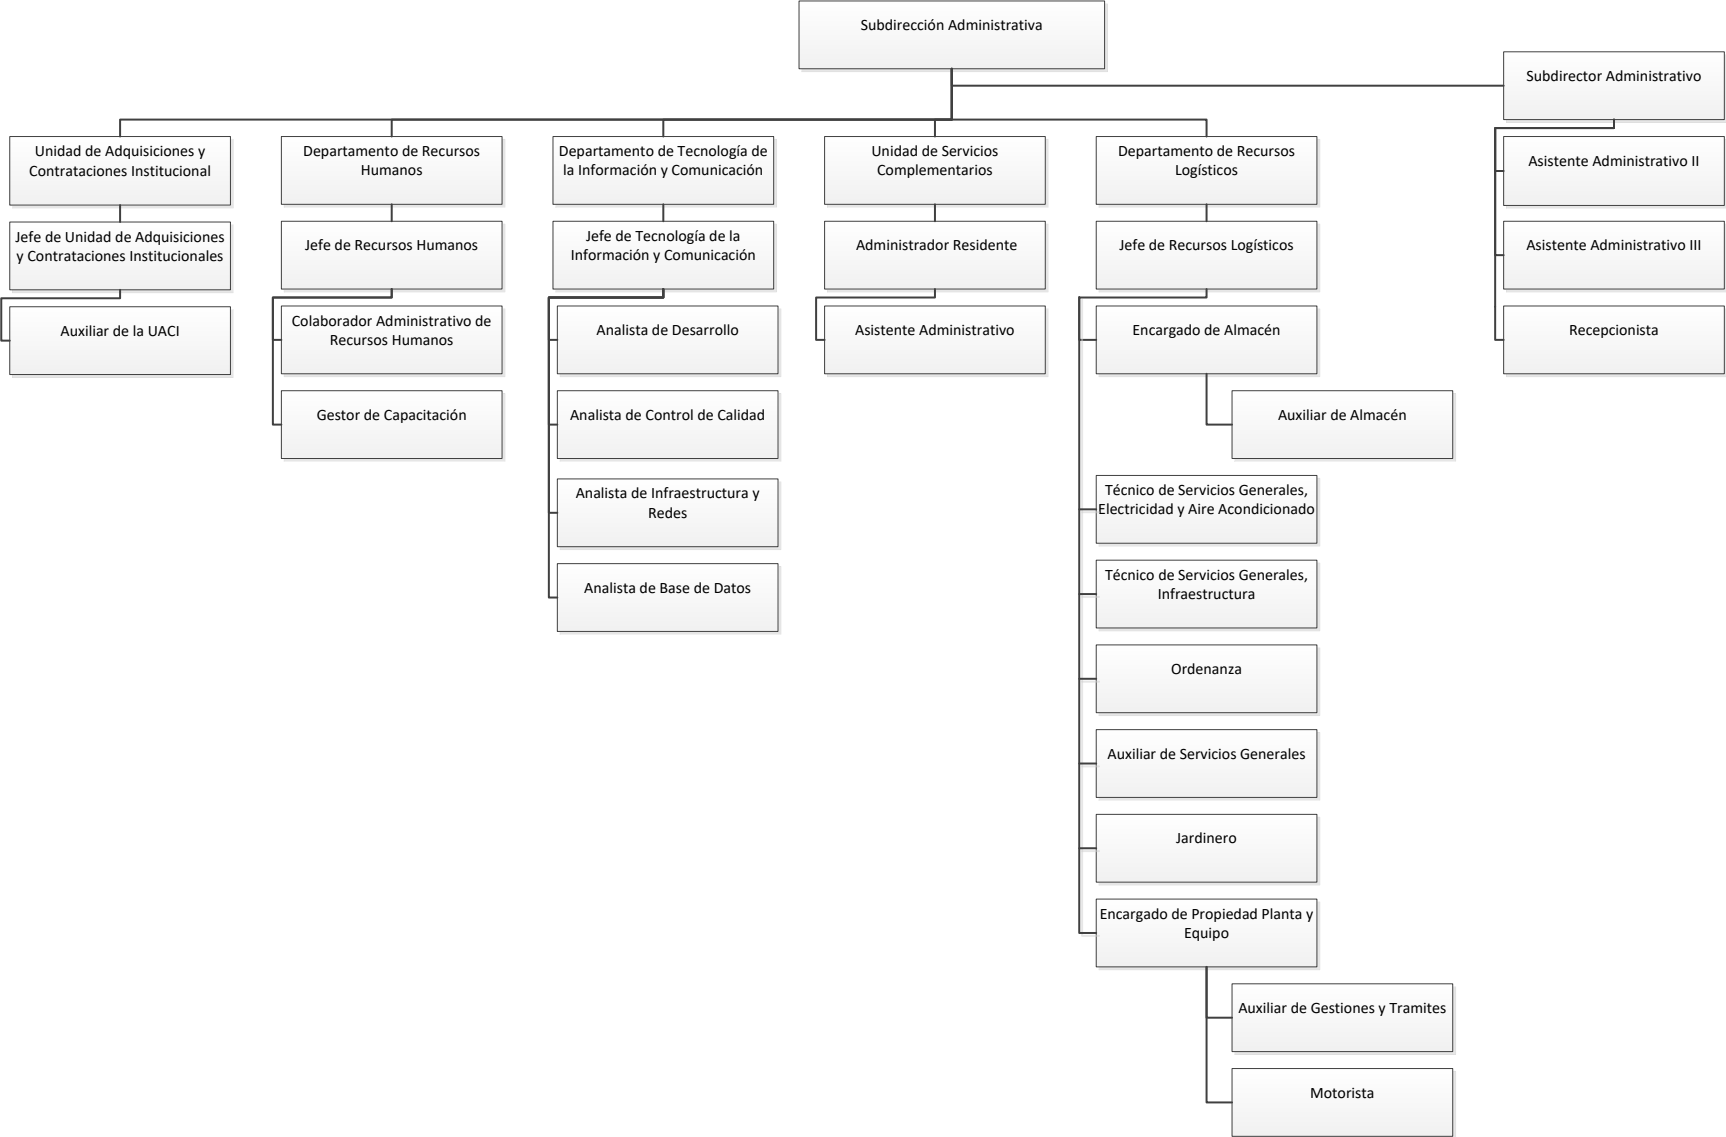 Subdirección Administrativa
Subdirector Administrativo
Unidad de Adquisiciones y
Contrataciones Institucional
Departamento de Recursos
Humanos
Departamento de Tecnología de
la Información y Comunicación
Unidad de Servicios
Complementarios
Departamento de Recursos
Logísticos
Asistente Administrativo II
Jefe de Unidad de Adquisiciones
y Contrataciones Institucionales
Jefe de Recursos Humanos
Jefe de Tecnología de la
Información y Comunicación
Administrador Residente
Jefe de Recursos Logísticos
Asistente Administrativo III
Auxiliar de la UACI
Colaborador Administrativo de
Recursos Humanos
Analista de Desarrollo
Asistente Administrativo
Encargado de Almacén
Recepcionista
Gestor de Capacitación
Analista de Control de Calidad
Auxiliar de Almacén
Analista de Infraestructura y
Redes
Técnico de Servicios Generales,
Electricidad y Aire Acondicionado
Analista de Base de Datos
Técnico de Servicios Generales,
Infraestructura
Ordenanza
Auxiliar de Servicios Generales
Jardinero
Encargado de Propiedad Planta y
Equipo
Auxiliar de Gestiones y Tramites
Motorista